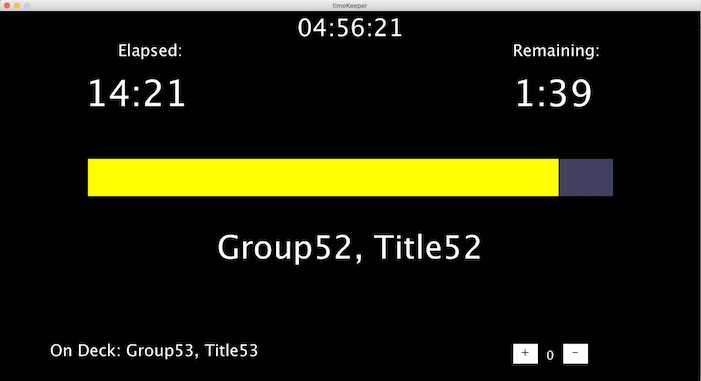 timeKeeper
04:56:21
Elapsed:
Remaining:
14:21
1:39
Group52, Title52
On Deck: Group53, Title53
+ 0 -